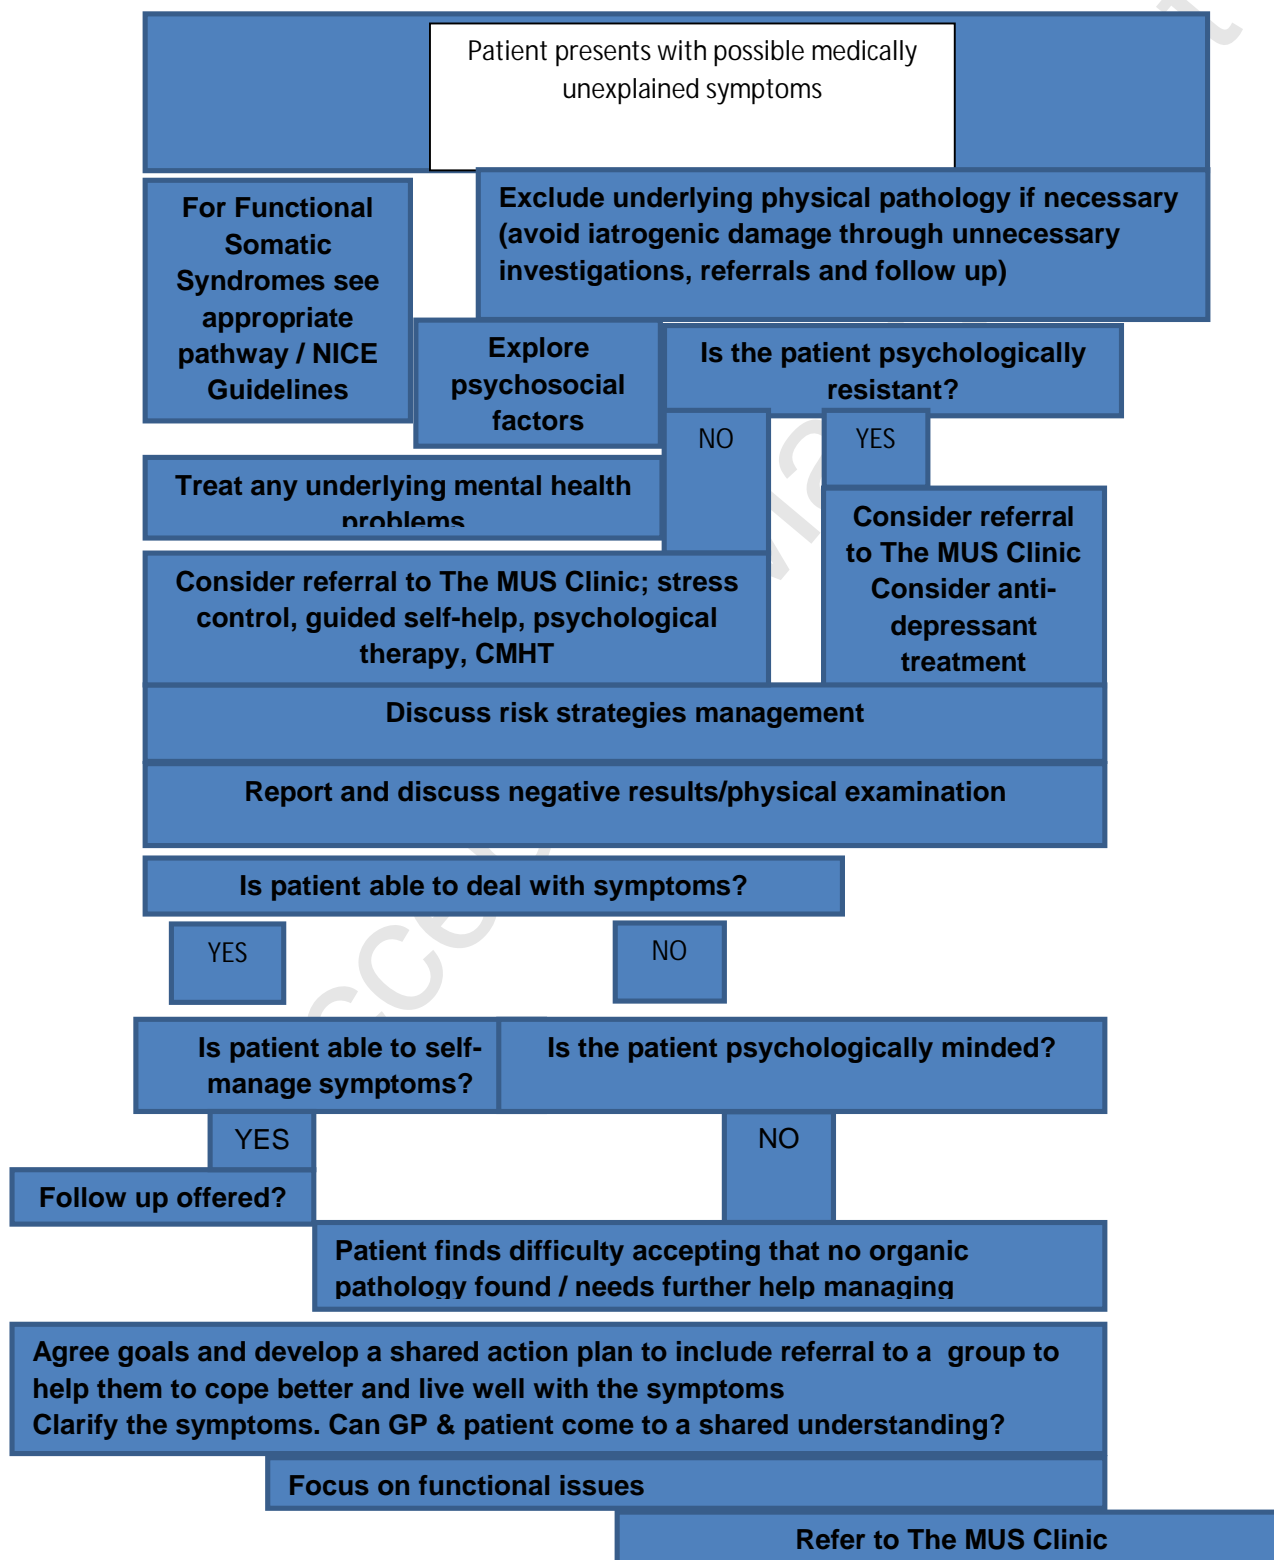 Patient presents with possible medically
unexplained symptoms
For Functional
Somatic
Syndromes see
appropriate
pathway / NICE
Guidelines
Exclude underlying physical pathology if necessary
(avoid iatrogenic damage through unnecessary
investigations, referrals and follow up)
Explore
psychosocial
factors
Is the patient psychologically
resistant?
NO
YES
Treat any underlying mental health
problems
Consider referral
to The MUS Clinic
Consider anti-
depressant
treatment
Consider referral to The MUS Clinic; stress
control, guided self-help, psychological
therapy, CMHT
Discuss risk strategies management
Report and discuss negative results/physical examination
Is patient able to deal with symptoms?
YES
NO
Is patient able to self-
manage symptoms?
Is the patient psychologically minded?
YES
NO
Follow up offered?
Patient finds difficulty accepting that no organic
pathology found / needs further help managing
Agree goals and develop a shared action plan to include referral to a group to
help them to cope better and live well with the symptoms
Clarify the symptoms. Can GP & patient come to a shared understanding?
Focus on functional issues
Refer to The MUS Clinic